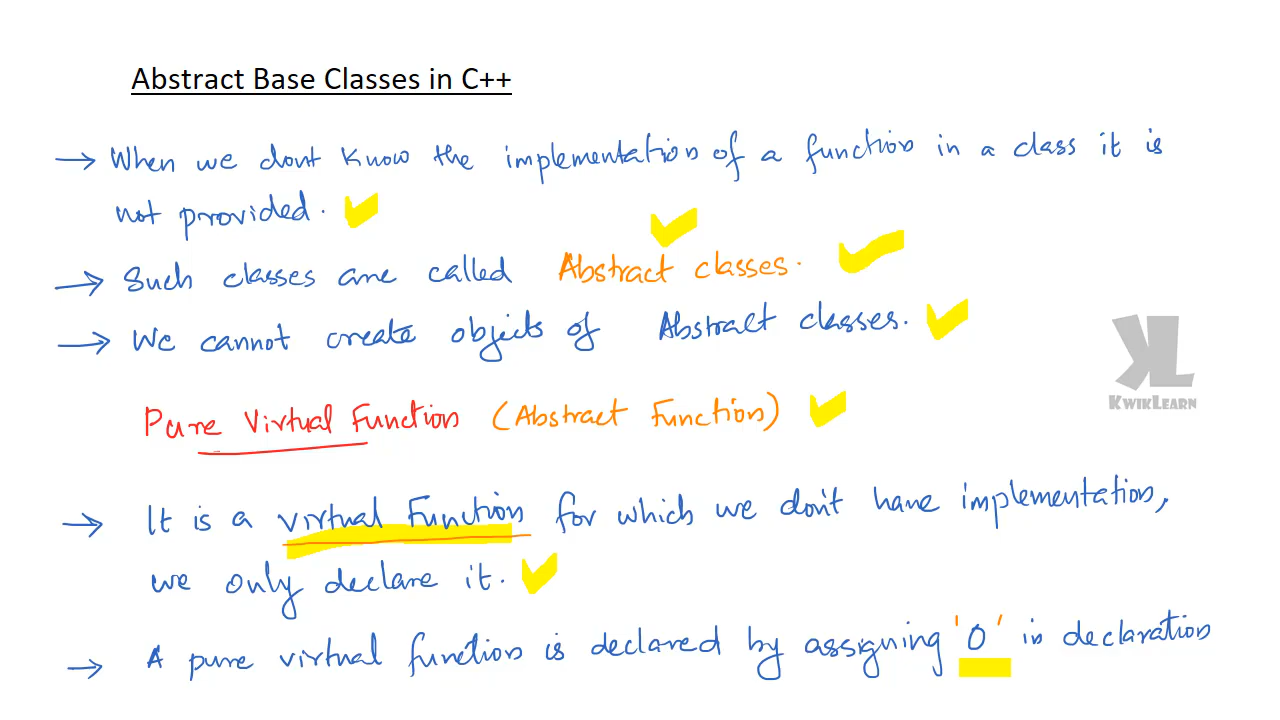 Abstract Base Classes in C++
→ When we dont know the implementation of a function in a class it is
not provided.
→ Such classes are called Abstract classes.
→ We cannot create objects of Abstract classes.
KwikLearn
Pure Virtual Function (Abstract Function)
→ It is a virtual Function for which we don't have implementation,
we only declare it.
→ A pure virtual function is declared by assigning '0' in declaration